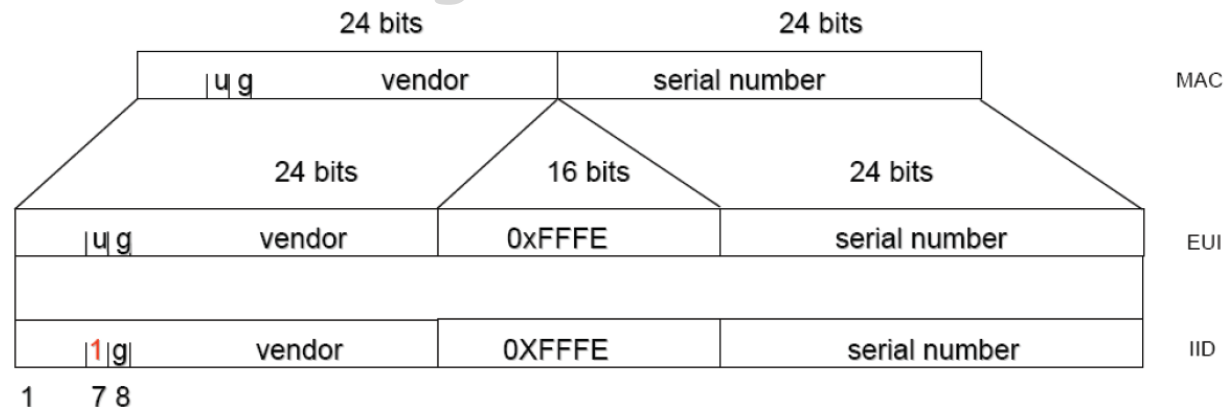 24 bits 24 bits
u g vendor serial number MAC
24 bits 16 bits 24 bits
u g vendor 0xFFFE serial number EUI
1 g vendor 0XFFFE serial number IID
1 7 8